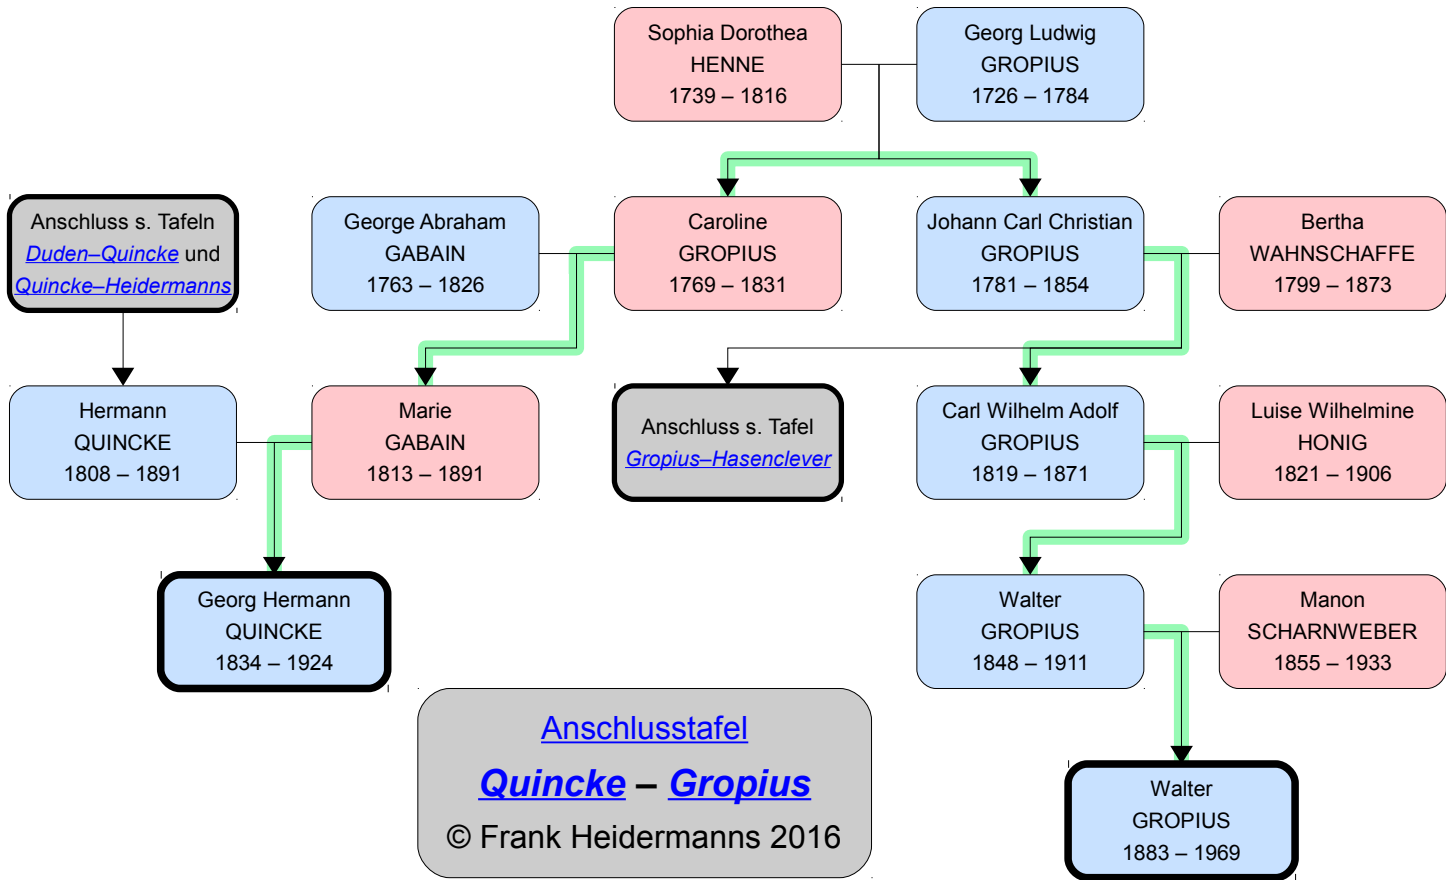 Sophia Dorothea
HENNE
1739 – 1816
Georg Ludwig
GROPIUS
1726 – 1784
Anschluss s. Tafeln
Duden–Quincke und
Quincke–Heidermanns
George Abraham
GABAIN
1763 – 1826
Caroline
GROPIUS
1769 – 1831
Johann Carl Christian
GROPIUS
1781 – 1854
Bertha
WAHNSCHAFFE
1799 – 1873
Hermann
QUINCKE
1808 – 1891
Marie
GABAIN
1813 – 1891
Anschluss s. Tafel
Gropius–Hasenclever
Carl Wilhelm Adolf
GROPIUS
1819 – 1871
Luise Wilhelmine
HONIG
1821 – 1906
Georg Hermann
QUINCKE
1834 – 1924
Walter
GROPIUS
1848 – 1911
Manon
SCHARNWEBER
1855 – 1933
Anschlusstafel
Quincke – Gropius
© Frank Heidermanns 2016
Walter
GROPIUS
1883 – 1969